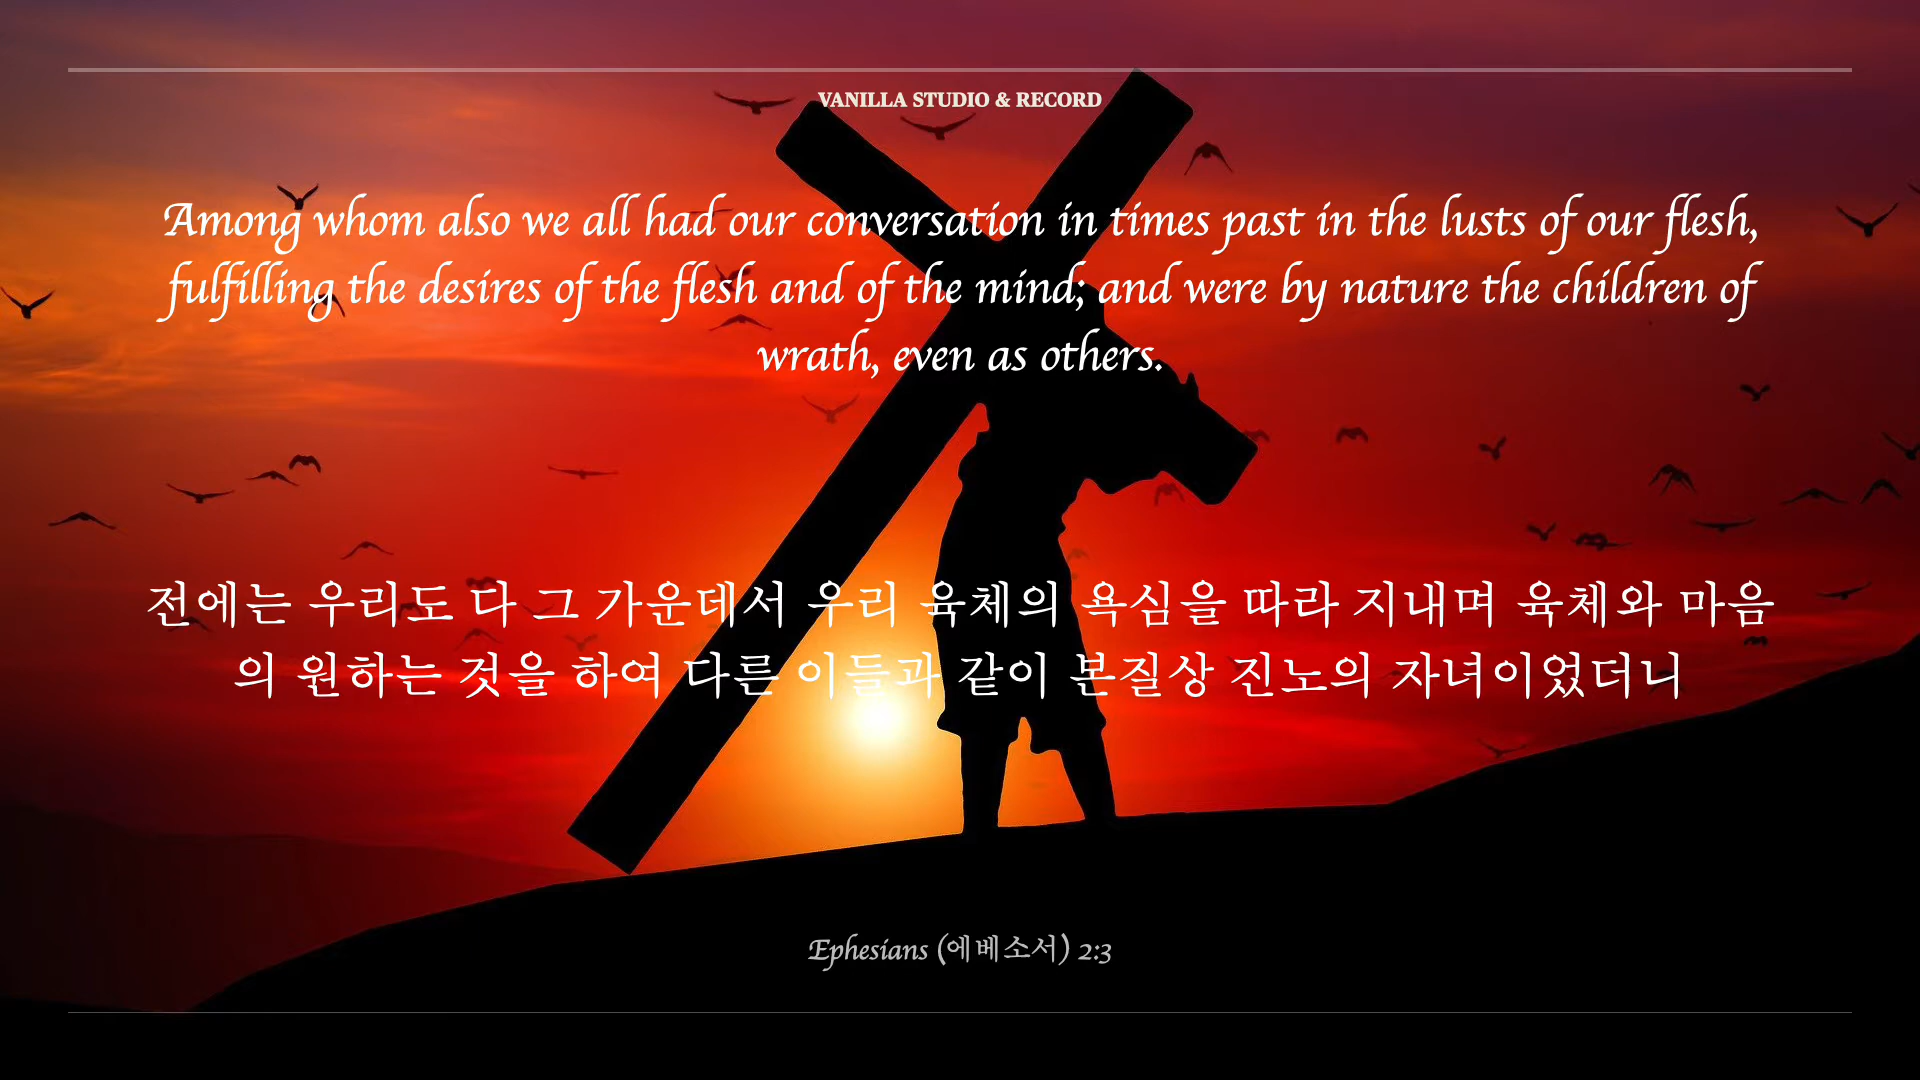 VANILLA STUDIO & RECORD
Among whom also we all had our conversation in times past in the lusts of our flesh,
fulfilling the desires of the flesh and of the mind; and were by nature the children of
wrath, even as others.
전에는 우리도 다 그 가운데서 우리 육체의 욕심을 따라 지내며 육체와 마음
의 원하는 것을 하여 다른 이들과 같이 본질상 진노의 자녀이었더니
Ephesians (에베소서) 2:3